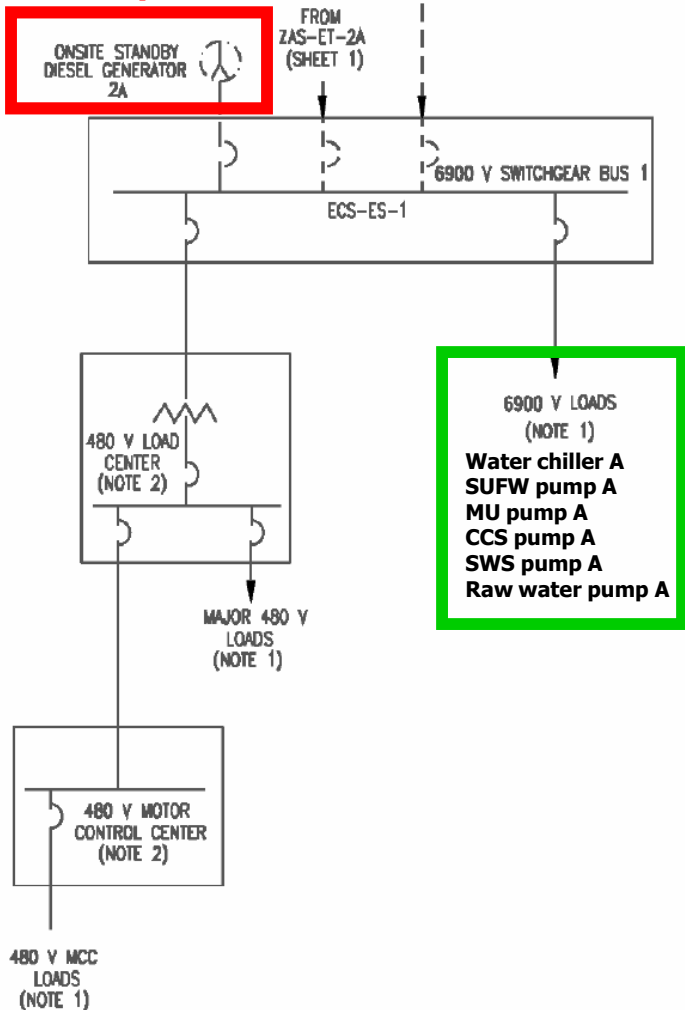 ONSITE STANDBY
DIESEL GENERATOR
2A
FROM
ZAS-ET-2A
(SHEET 1)
6900 V SWITCHGEAR BUS 1
ECS-ES-1
480 V LOAD
CENTER
(NOTE 2)
6900 V LOADS
(NOTE 1)
Water chiller A
SUFW pump A
MU pump A
CCS pump A
SWS pump A
Raw water pump A
MAJOR 480 V
LOADS
(NOTE 1)
480 V MOTOR
CONTROL CENTER
(NOTE 2)
480 V MCC
LOADS
(NOTE 1)